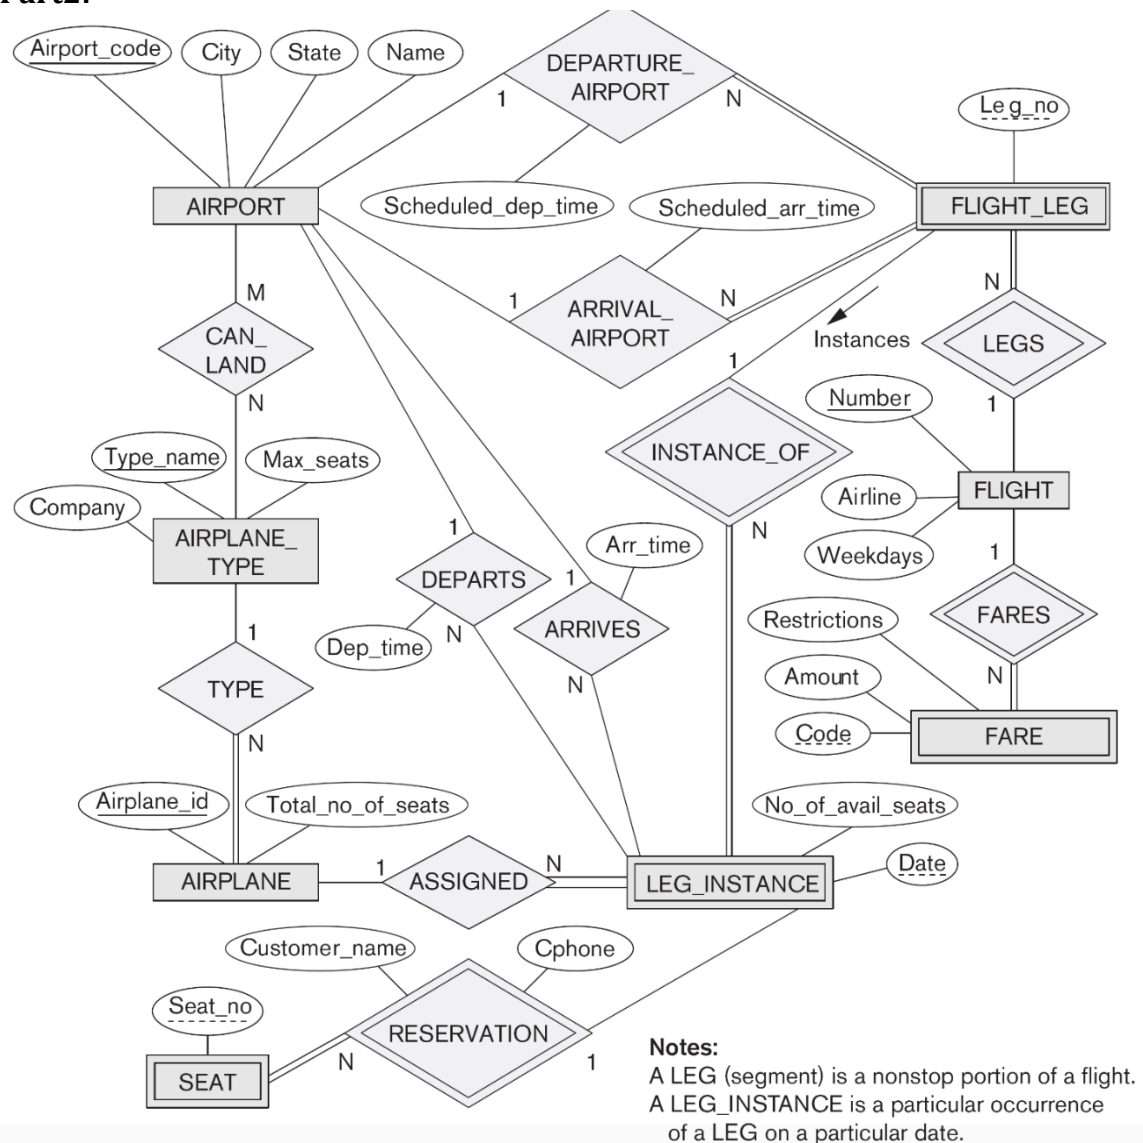 Part2:
Airport_code
City
State
Name
DEPARTURE_
AIRPORT
1
N
Leg_no
AIRPORT
Scheduled_dep_time
Scheduled_arr_time
FLIGHT_LEG
M
1
ARRIVAL_
AIRPORT
N
N
CAN_
LAND
Instances
LEGS
1
N
Number
1
INSTANCE_OF
Type_name
Max_seats
FLIGHT
Airline
Company
AIRPLANE_
TYPE
1
N
Arr_time
Weekdays
1
DEPARTS
1
FARES
Restrictions
1
N
ARRIVES
Dep_time
TYPE
N
Amount
N
N
Code
FARE
Airplane_id
Total_no_of_seats
No_of_avail_seats
AIRPLANE
1
ASSIGNED
N
LEG_INSTANCE
Date
Customer_name
Cphone
Seat_no
RESERVATION
SEAT
N
1
Notes:
A LEG (segment) is a nonstop portion of a flight.
A LEG_INSTANCE is a particular occurrence
of a LEG on a particular date.